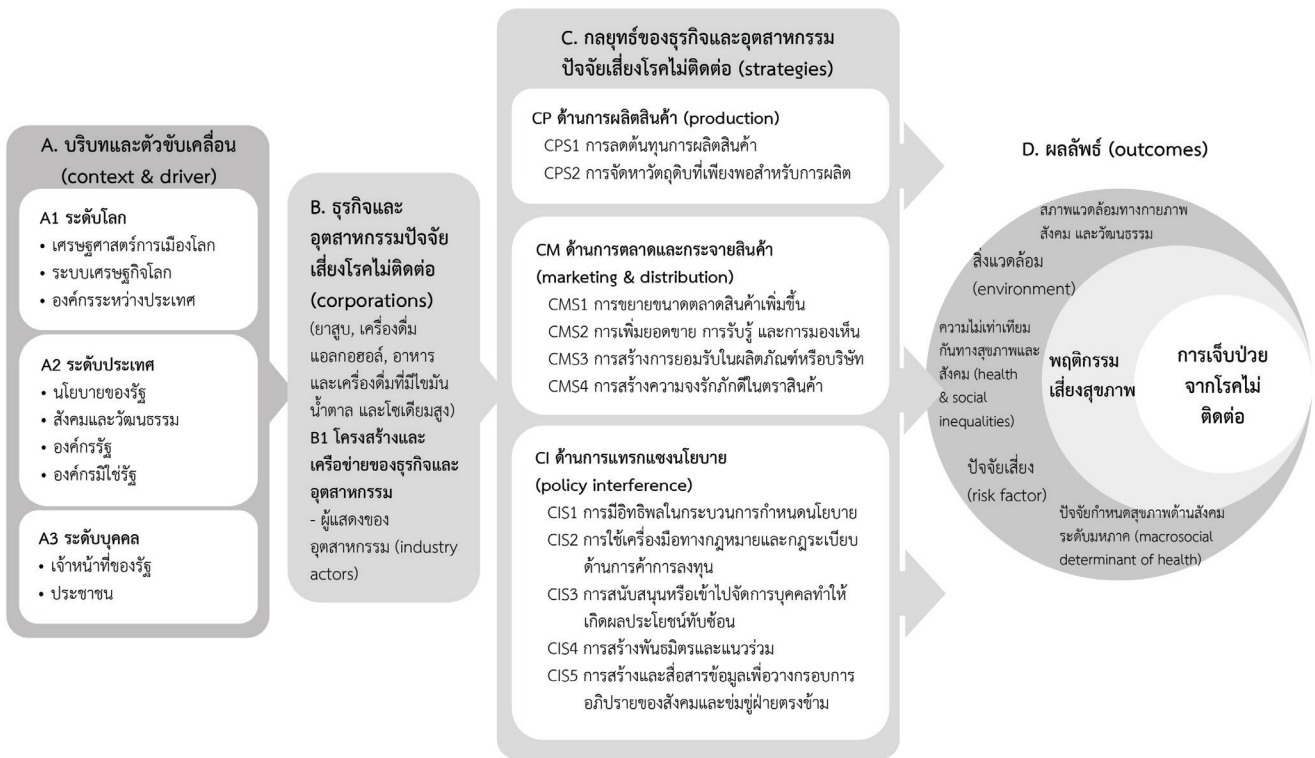 A. บริบทและตัวขับเคลื่อน
(context & driver)
A1 ระดับโลก
• เศรษฐศาสตร์การเมืองโลก
• ระบบเศรษฐกิจโลก
• องค์กรระหว่างประเทศ
A2 ระดับประเทศ
• นโยบายของรัฐ
• สังคมและวัฒนธรรม
• องค์กรรัฐ
• องค์กรมิใช่รัฐ
A3 ระดับบุคคล
• เจ้าหน้าที่ของรัฐ
• ประชาชน
B. ธุรกิจและ
อุตสาหกรรมปัจจัย
เสี่ยงโรคไม่ติดต่อ
(corporations)
(ยาสูบ, เครื่องดื่ม
แอลกอฮอล์, อาหาร
และเครื่องดื่มที่มีไขมัน
น้ำตาล และโซเดียมสูง)
B1 โครงสร้างและ
เครือข่ายของธุรกิจและ
อุตสาหกรรม
- ผู้แสดงของ
อุตสาหกรรม (industry
actors)
C. กลยุทธ์ของธุรกิจและอุตสาหกรรม
ปัจจัยเสี่ยงโรคไม่ติดต่อ (strategies)
CP ด้านการผลิตสินค้า (production)
CPS1 การลดต้นทุนการผลิตสินค้า
CPS2 การจัดหาวัตถุดิบที่เพียงพอสำหรับการผลิต
CM ด้านการตลาดและกระจายสินค้า
(marketing & distribution)
CMS1 การขยายขนาดตลาดสินค้าเพิ่มขึ้น
CMS2 การเพิ่มยอดขาย การรับรู้ และการมองเห็น
CMS3 การสร้างการยอมรับในผลิตภัณฑ์หรือบริษัท
CMS4 การสร้างความจงรักภักดีในตราสินค้า
CI ด้านการแทรกแซงนโยบาย
(policy interference)
CIS1 การมีอิทธิพลในกระบวนการกำหนดนโยบาย
CIS2 การใช้เครื่องมือทางกฎหมายและกฎระเบียบ
ด้านการค้าการลงทุน
CIS3 การสนับสนุนหรือเข้าไปจัดการบุคคลทำให้
เกิดผลประโยชน์ทับซ้อน
CIS4 การสร้างพันธมิตรและแนวร่วม
CIS5 การสร้างและสื่อสารข้อมูลเพื่อวางกรอบการ
อภิปรายของสังคมและข่มขู่ฝ่ายตรงข้าม
D. ผลลัพธ์ (outcomes)
สภาพแวดล้อมทางกายภาพ
สังคม และวัฒนธรรม
สิ่งแวดล้อม
(environment)
ความไม่เท่าเทียม
กันทางสุขภาพและ
สังคม (health
& social
inequalities)
ปัจจัยเสี่ยง
(risk factor)
ปัจจัยกำหนดสุขภาพด้านสังคม
ระดับมหภาค (macrosocial
determinant of health)
พฤติกรรม
เสี่ยงสุขภาพ
การเจ็บป่วย
จากโรคไม่
ติดต่อ